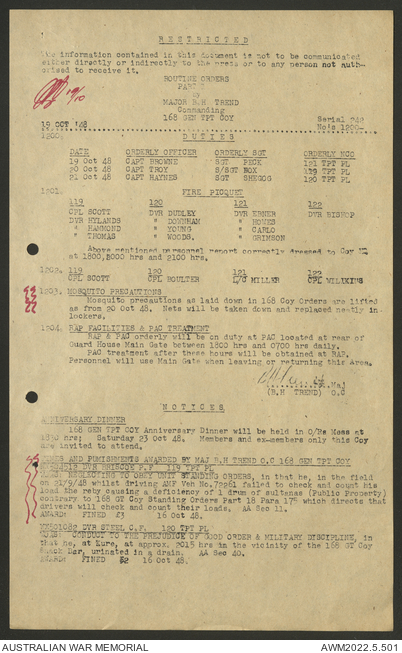 RESTRICTED
The information contained in this document is not to be communicated
either directly or indirectly to the press or to any person not auth-
orised to receive it.
ROUTINE ORDERS
PART
MAJOR B.H TREND
Commanding
168 GEN TPT COY
Serial 242
19 OCT '48
No's 1200-
1200. DUTIES
DATE ORDERLY OFFICER ORDERLY SGT ORDERLY NCO
19 Oct 48 CAPT BROWNE SGT PECK 121 TPT PL
20 Oct 48 CAPT TROY S/SGT BOX 119 TPT PL
21 Oct 48 CAPT HAYNES SGT SHEGOG 120 TPT PL
1201. FIRE PICQUET
119 120 121 122
CPL SCOTT DVR DUDLEY DVR EBNER DVR BISHOP
DVR HYLANDS " DOWNHAM " HOVES
" HAMMOND " YOUNG " CARLO
" THOMAS " WOODS. " GRIMSON
Above mentioned personnel report correctly dressed to Coy HQ
at 1800, 2000 hrs and 2100 hrs.
1202. 119 120 121 122
CPL SCOTT CPL BOULTER L/C MILLER CPL WILKINS
1203. MOSQUITO PRECAUTIONS
Mosquito precautions as laid down in 168 Coy Orders are lifted
as from 20 Oct 48. Nets will be taken down and replaced neatly in
lockers.
1204. RAP FACILITIES & PAC TREATMENT
RAP & PAC orderly will be on duty at PAC located at rear of
Guard House Main Gate between 1800 hrs and 0700 hrs daily.
PAC treatment after these hours will be obtained at RAP.
Personnel will use Main Gate when leaving or returning this Area.
Maj
(B.H TREND) O.C
NOTICES
ANNIVERSARY DINNER
168 GEN TPT COY Anniversary Dinner will be held in O/Rs Mess at
1830 hrs; Saturday 23 Oct 48. Members and ex-members only this Coy
are invited to attend.
CRIMES AND PUNISHMENTS AWARDED BY MAJ B.H TREND O.C 168 GEN TPT COY
DVR BRISCOE P.F 119 TPT PL
NEGLECTED TO OBEY UNIT STANDING ORDERS, in that he, in the field
on 21/9/48 whilst driving AMF Veh No. 72961 failed to check and count his
load thereby causing a deficiency of 1 drum of sultanas (Public Property)
contrary to 168 GT Coy Standing Orders Part 18 Para 175 which directs that
drivers will check and count their loads. AA Sec 11.
AWARD: FINED £3 16 Oct 48.
DVR STEEL C.F. 120 TPT PL
CONDUCT TO THE PREJUDICE OF GOOD ORDER & MILITARY DISCIPLINE, in
that he, at Kure, at approx. 2015 hrs in the vicinity of the 168 GT Coy
Snack Bar, urinated in a drain. AA Sec 40.
AWARD: FINED £2 16 Oct 48.
AUSTRALIAN WAR MEMORIAL
AWM2022.5.501